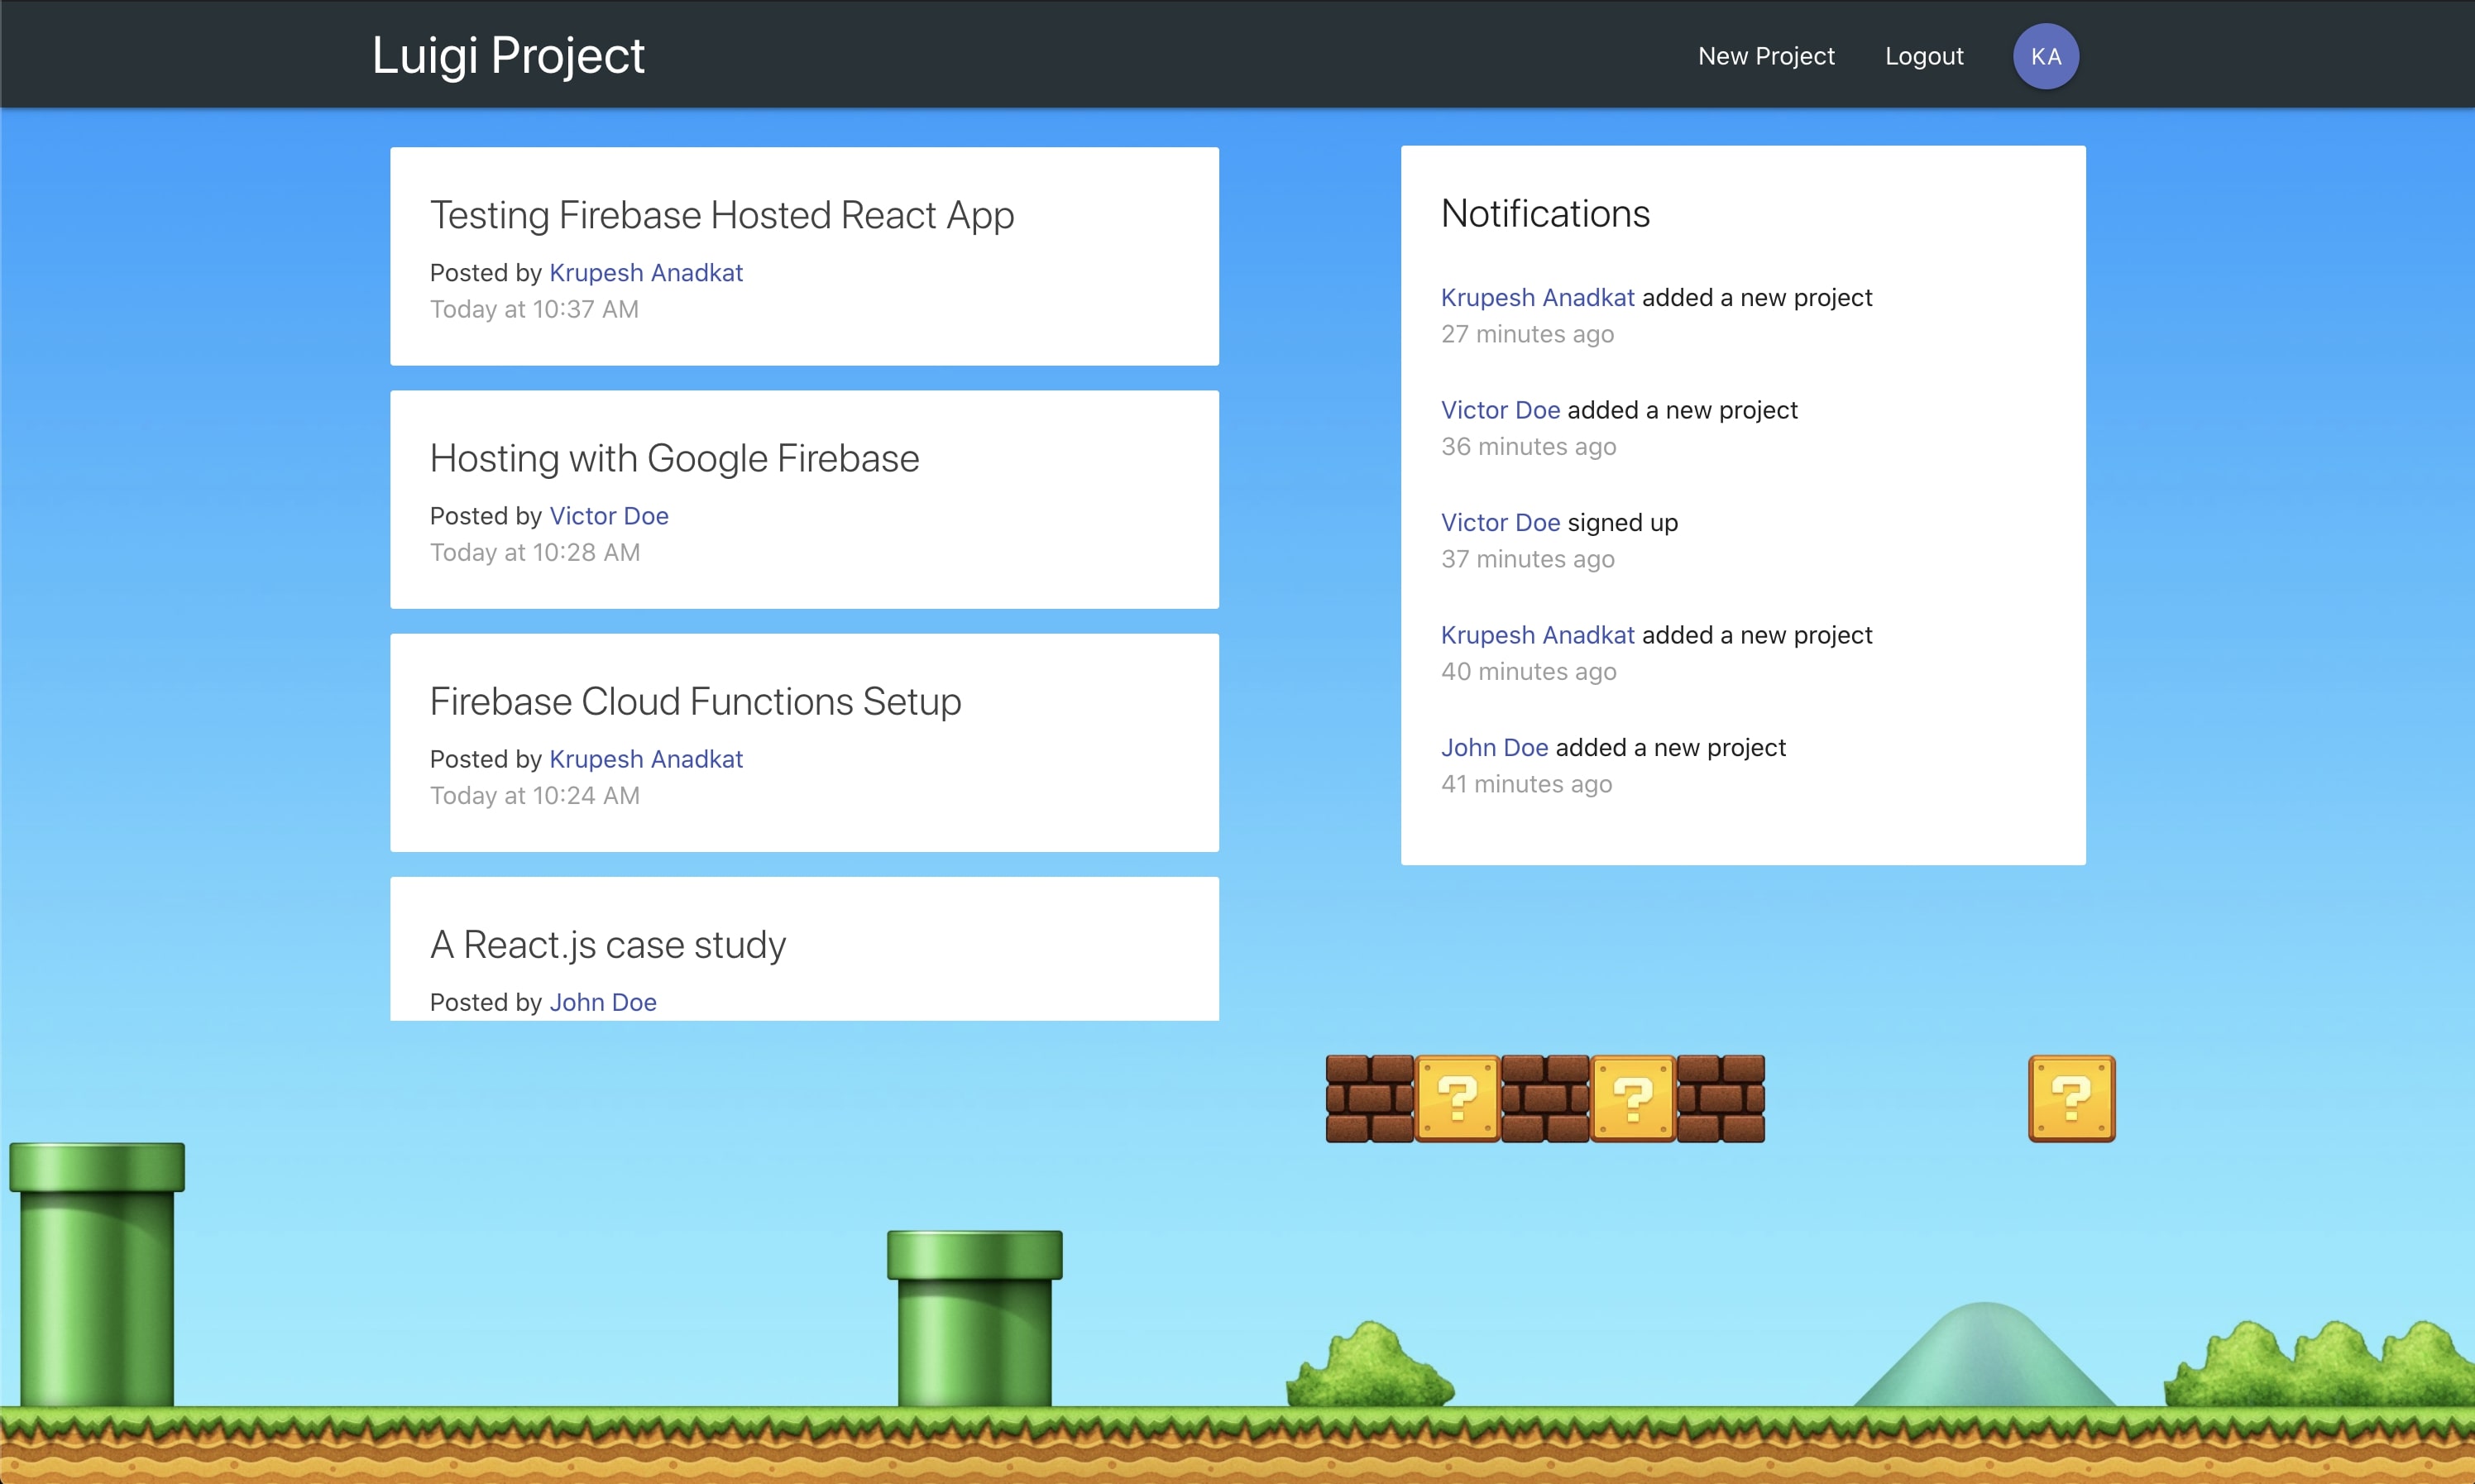 Luigi Project
New Project
Logout
KA
Testing Firebase Hosted React App
Posted by Krupesh Anadkat
Today at 10:37 AM
Hosting with Google Firebase
Posted by Victor Doe
Today at 10:28 AM
Firebase Cloud Functions Setup
Posted by Krupesh Anadkat
Today at 10:24 AM
A React.js case study
Posted by John Doe
Notifications
Krupesh Anadkat added a new project
27 minutes ago
Victor Doe added a new project
36 minutes ago
Victor Doe signed up
37 minutes ago
Krupesh Anadkat added a new project
40 minutes ago
John Doe added a new project
41 minutes ago
?
?
?